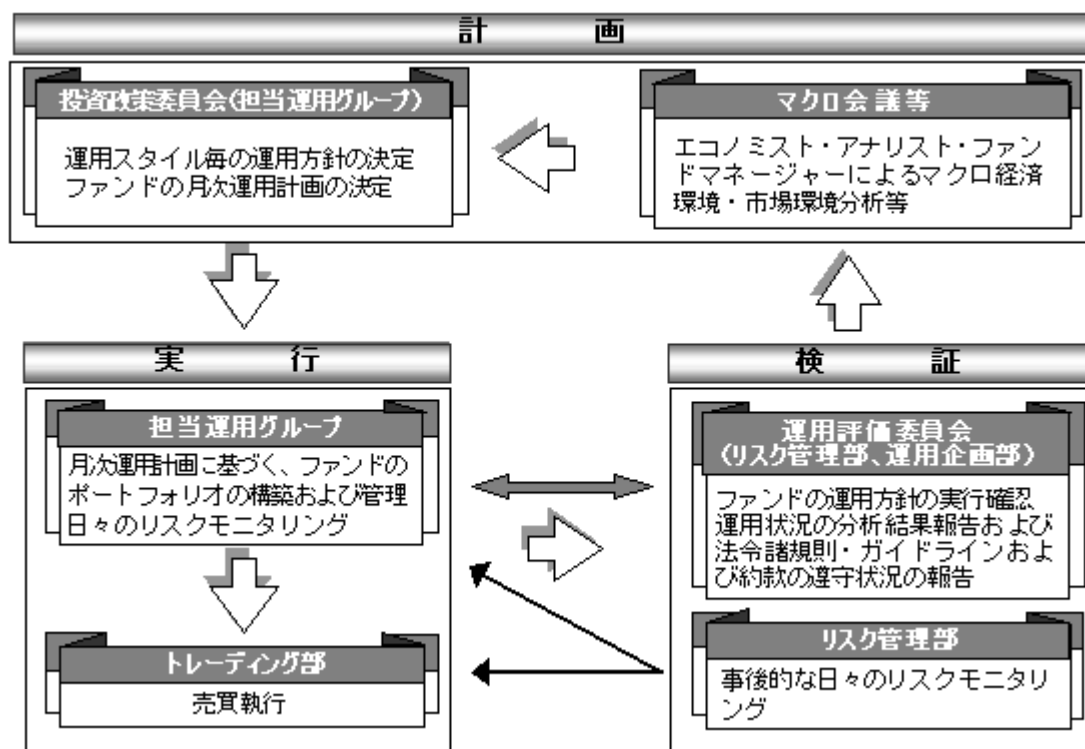 計画
投資政策委員会(担当運用グループ)
運用スタイル毎の運用方針の決定
ファンドの月次運用計画の決定
マクロ会議等
エコノミスト・アナリスト・ファン
ドマネージャーによるマクロ経済
環境・市場環境分析等
実行
担当運用グループ
月次運用計画に基づく、ファンドの
ポートフォリオの構築および管理
日々のリスクモニタリング
トレーディング部
売買執行
検証
運用評価委員会
(リスク管理部、運用企画部)
ファンドの運用方針の実行確認
運用状況の分析結果報告および
法令諸規則・ガイドラインおよ
び約款の遵守状況の報告
リスク管理部
事後的な日々のリスクモニタリ
ング